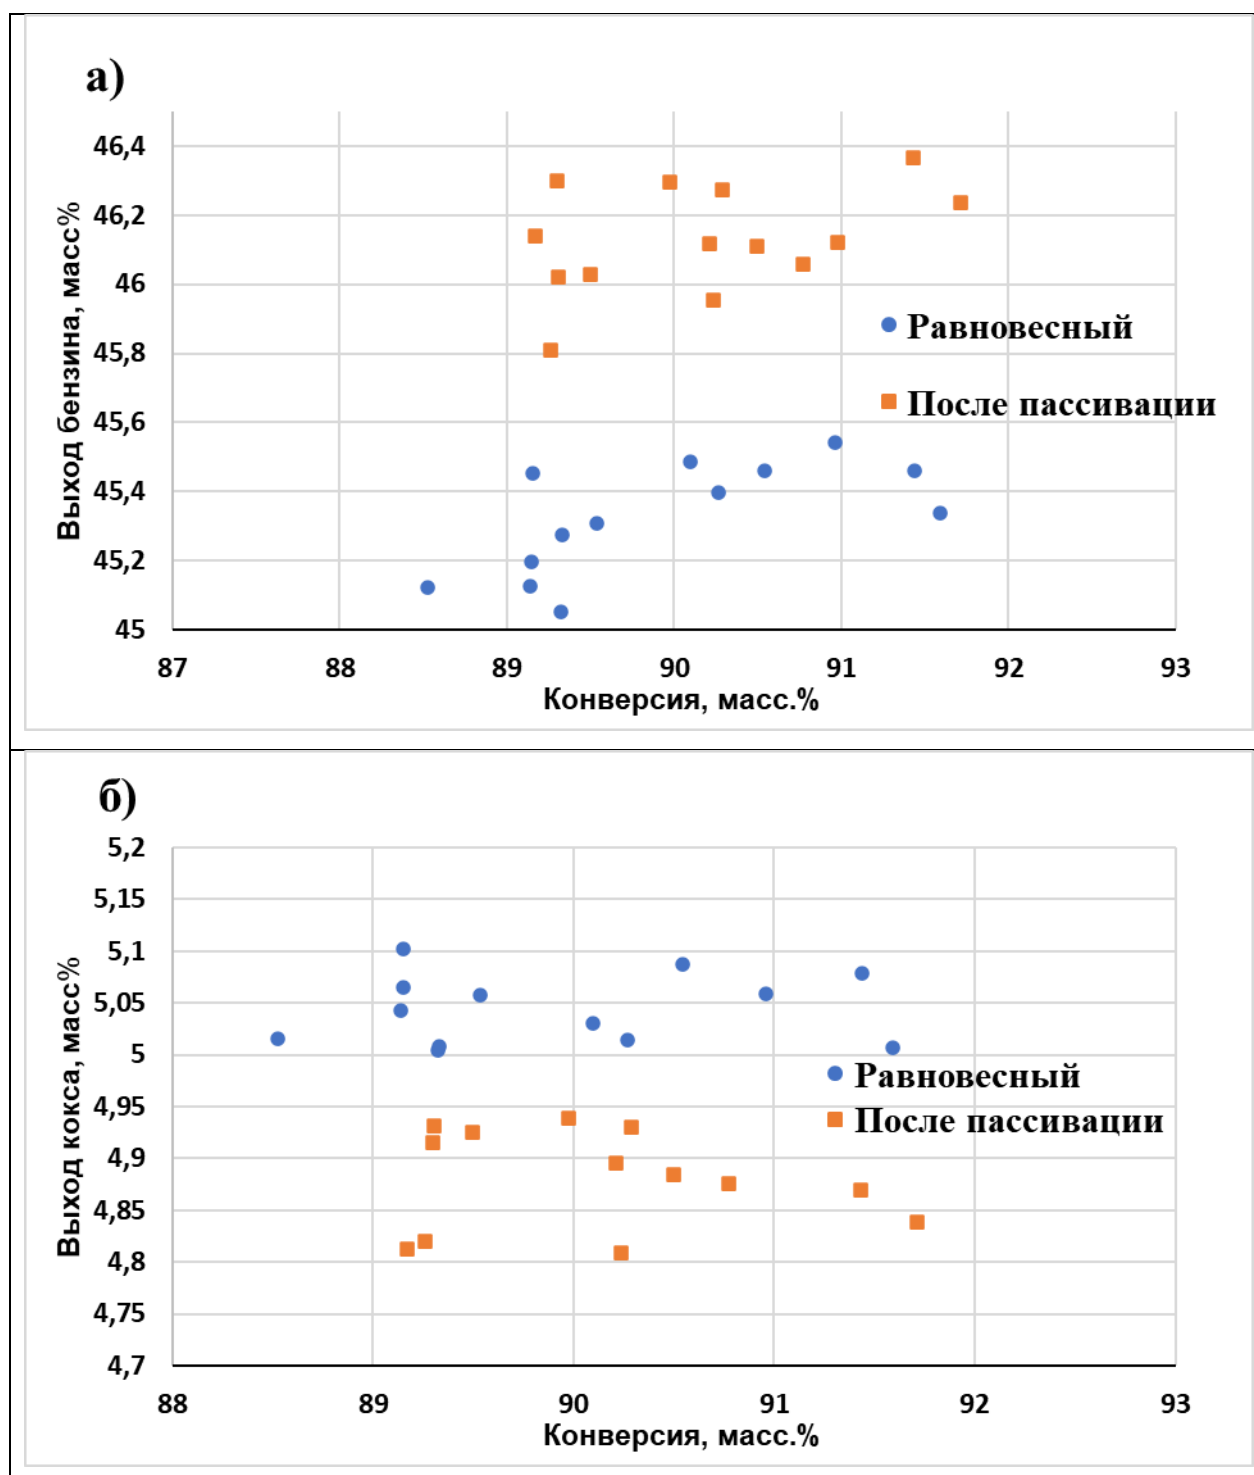 а)
Выход бензина, масс%
46,4
46,2
46
45,8
45,6
45,4
45,2
45
Равновесный
После пассивации
87 88 89 90 91 92 93
Конверсия, масс.%
б)
Выход кокса, масс%
5,2
5,15
5,1
5,05
5
4,95
4,9
4,85
4,8
4,75
4,7
Равновесный
После пассивации
88 89 90 91 92 93
Конверсия, масс.%